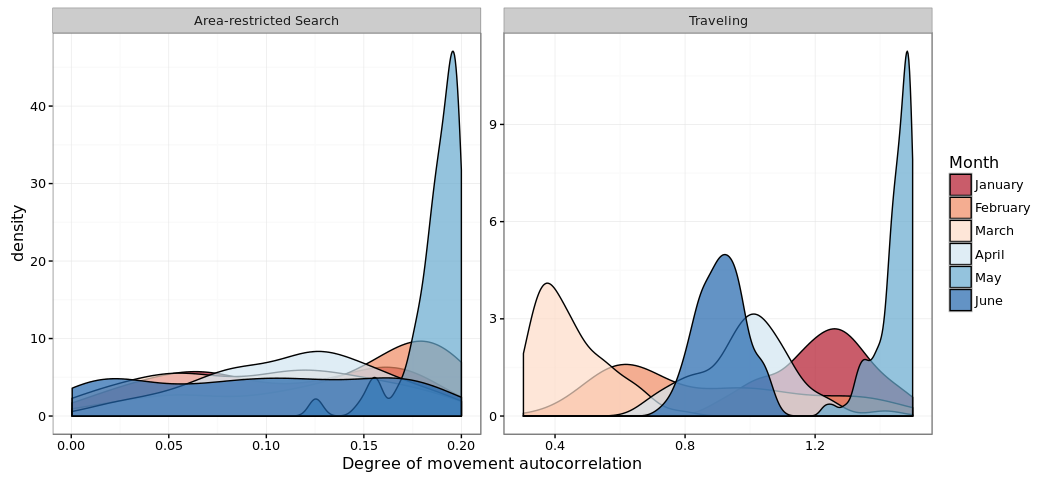 Area-restricted Search
Traveling
density
40
30
20
10
0
9
6
3
0
0.00
0.05
0.10
0.15
0.20
0.4
0.8
1.2
Degree of movement autocorrelation
Month
January
February
March
April
May
June